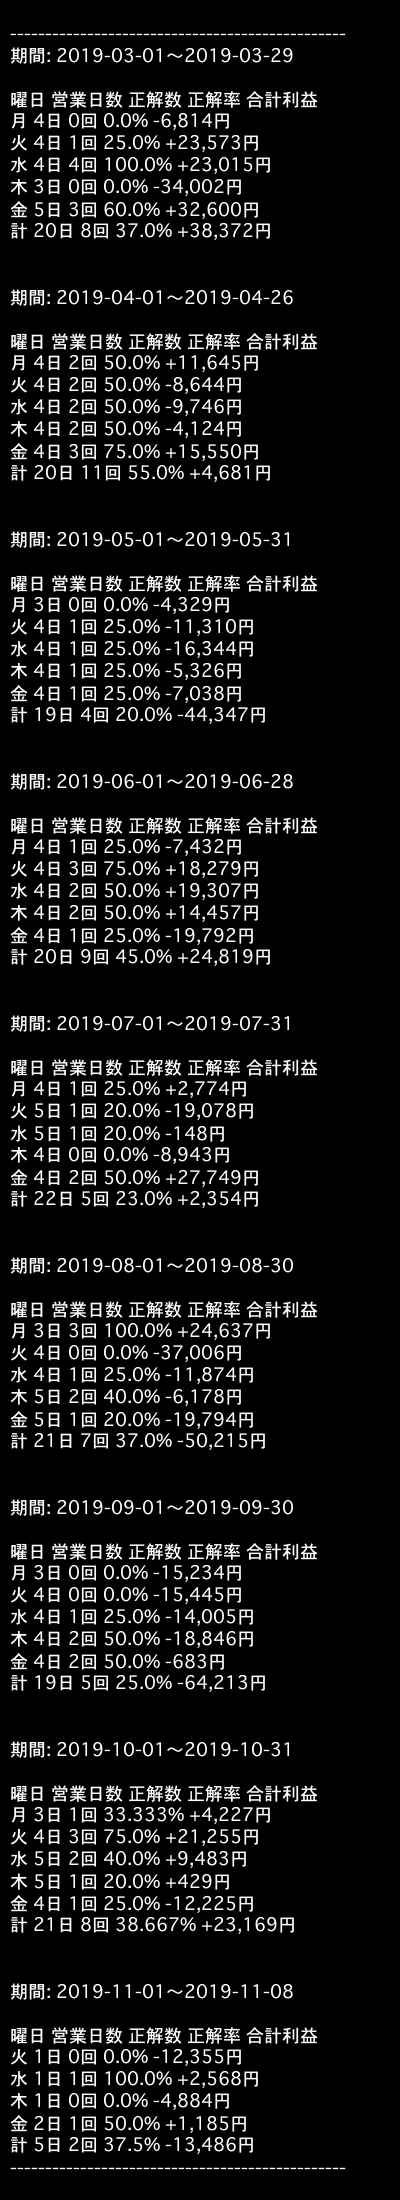 ------------------------------------------------
期間: 2019-03-01〜2019-03-29
曜日 営業日数 正解数 正解率 合計利益
月 4日 0回 0.0% -6,814円
火 4日 1回 25.0% +23,573円
水 4日 4回 100.0% +23,015円
木 3日 0回 0.0% -34,002円
金 5日 3回 60.0% +32,600円
計 20日 8回 37.0% +38,372円
期間: 2019-04-01〜2019-04-26
曜日 営業日数 正解数 正解率 合計利益
月 4日 2回 50.0% +11,645円
火 4日 2回 50.0% -8,644円
水 4日 2回 50.0% -9,746円
木 4日 2回 50.0% -4,124円
金 4日 3回 75.0% +15,550円
計 20日 11回 55.0% +4,681円
期間: 2019-05-01〜2019-05-31
曜日 営業日数 正解数 正解率 合計利益
月 3日 0回 0.0% -4,329円
火 4日 1回 25.0% -11,310円
水 4日 1回 25.0% -16,344円
木 4日 1回 25.0% -5,326円
金 4日 1回 25.0% -7,038円
計 19日 4回 20.0% -44,347円
期間: 2019-06-01〜2019-06-28
曜日 営業日数 正解数 正解率 合計利益
月 4日 1回 25.0% -7,432円
火 4日 3回 75.0% +18,279円
水 4日 2回 50.0% +19,307円
木 4日 2回 50.0% +14,457円
金 4日 1回 25.0% -19,792円
計 20日 9回 45.0% +24,819円
期間: 2019-07-01〜2019-07-31
曜日 営業日数 正解数 正解率 合計利益
月 4日 1回 25.0% +2,774円
火 5日 1回 20.0% -19,078円
水 5日 1回 20.0% -148円
木 4日 0回 0.0% -8,943円
金 4日 2回 50.0% +27,749円
計 22日 5回 23.0% +2,354円
期間: 2019-08-01〜2019-08-30
曜日 営業日数 正解数 正解率 合計利益
月 3日 3回 100.0% +24,637円
火 4日 0回 0.0% -37,006円
水 4日 1回 25.0% -11,874円
木 5日 2回 40.0% -6,178円
金 5日 1回 20.0% -19,794円
計 21日 7回 37.0% -50,215円
期間: 2019-09-01〜2019-09-30
曜日 営業日数 正解数 正解率 合計利益
月 3日 0回 0.0% -15,234円
火 4日 0回 0.0% -15,445円
水 4日 1回 25.0% -14,005円
木 4日 2回 50.0% -18,846円
金 4日 2回 50.0% -683円
計 19日 5回 25.0% -64,213円
期間: 2019-10-01〜2019-10-31
曜日 営業日数 正解数 正解率 合計利益
月 3日 1回 33.333% +4,227円
火 4日 3回 75.0% +21,255円
水 5日 2回 40.0% +9,483円
木 5日 1回 20.0% +429円
金 4日 1回 25.0% -12,225円
計 21日 8回 38.667% +23,169円
期間: 2019-11-01〜2019-11-08
曜日 営業日数 正解数 正解率 合計利益
火 1日 0回 0.0% -12,355円
水 1日 1回 100.0% +2,568円
木 1日 0回 0.0% -4,884円
金 2日 1回 50.0% +1,185円
計 5日 2回 37.5% -13,486円
------------------------------------------------